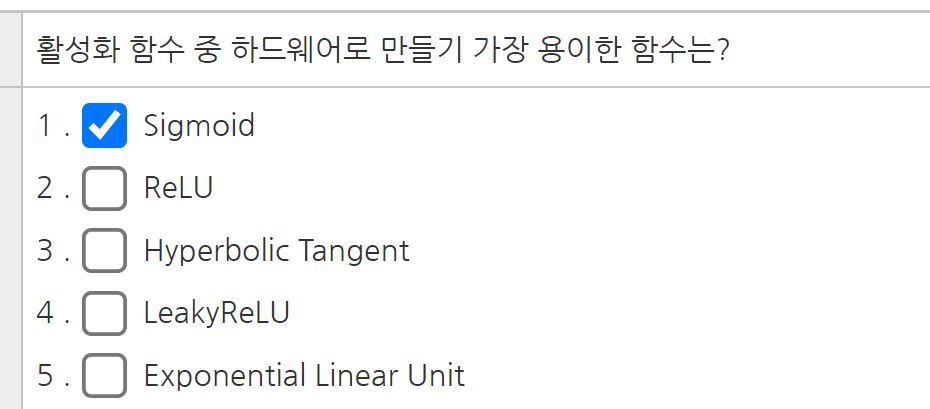 활성화 함수 중 하드웨어로 만들기 가장 용이한 함수는?
1 . Sigmoid
2 . ReLU
3 . Hyperbolic Tangent
4 . LeakyReLU
5 . Exponential Linear Unit